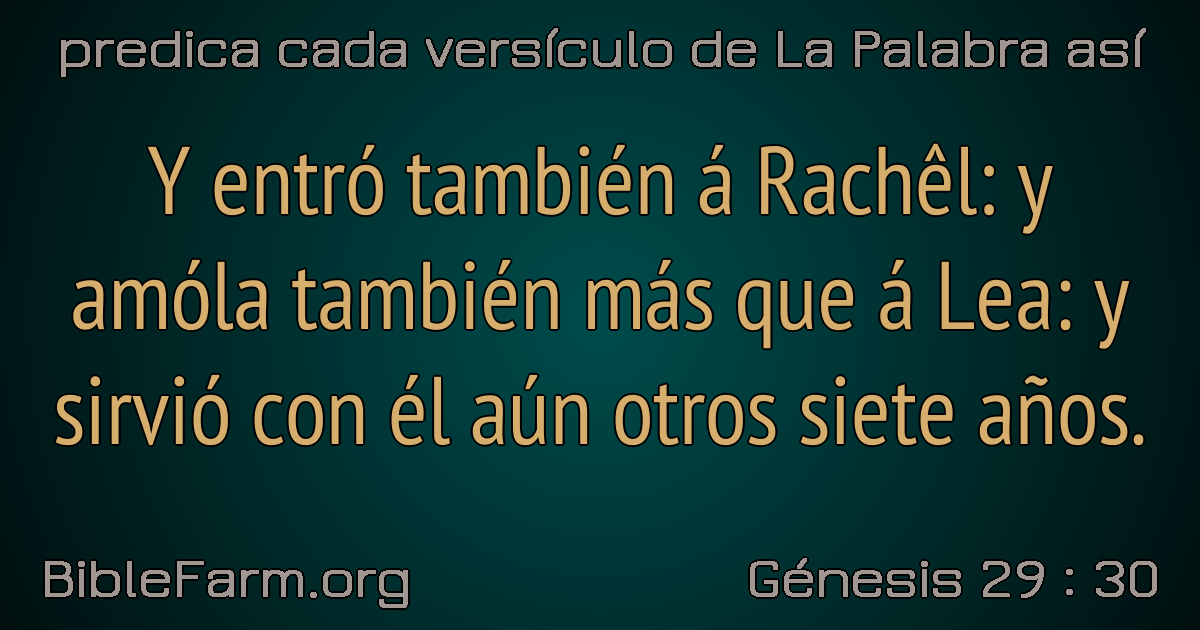 predica cada versículo de La Palabra así
Y entró también á Rachêl: y
amóla también más que á Lea: y
sirvió con él aún otros siete años.
BibleFarm.org
Génesis 29 : 30